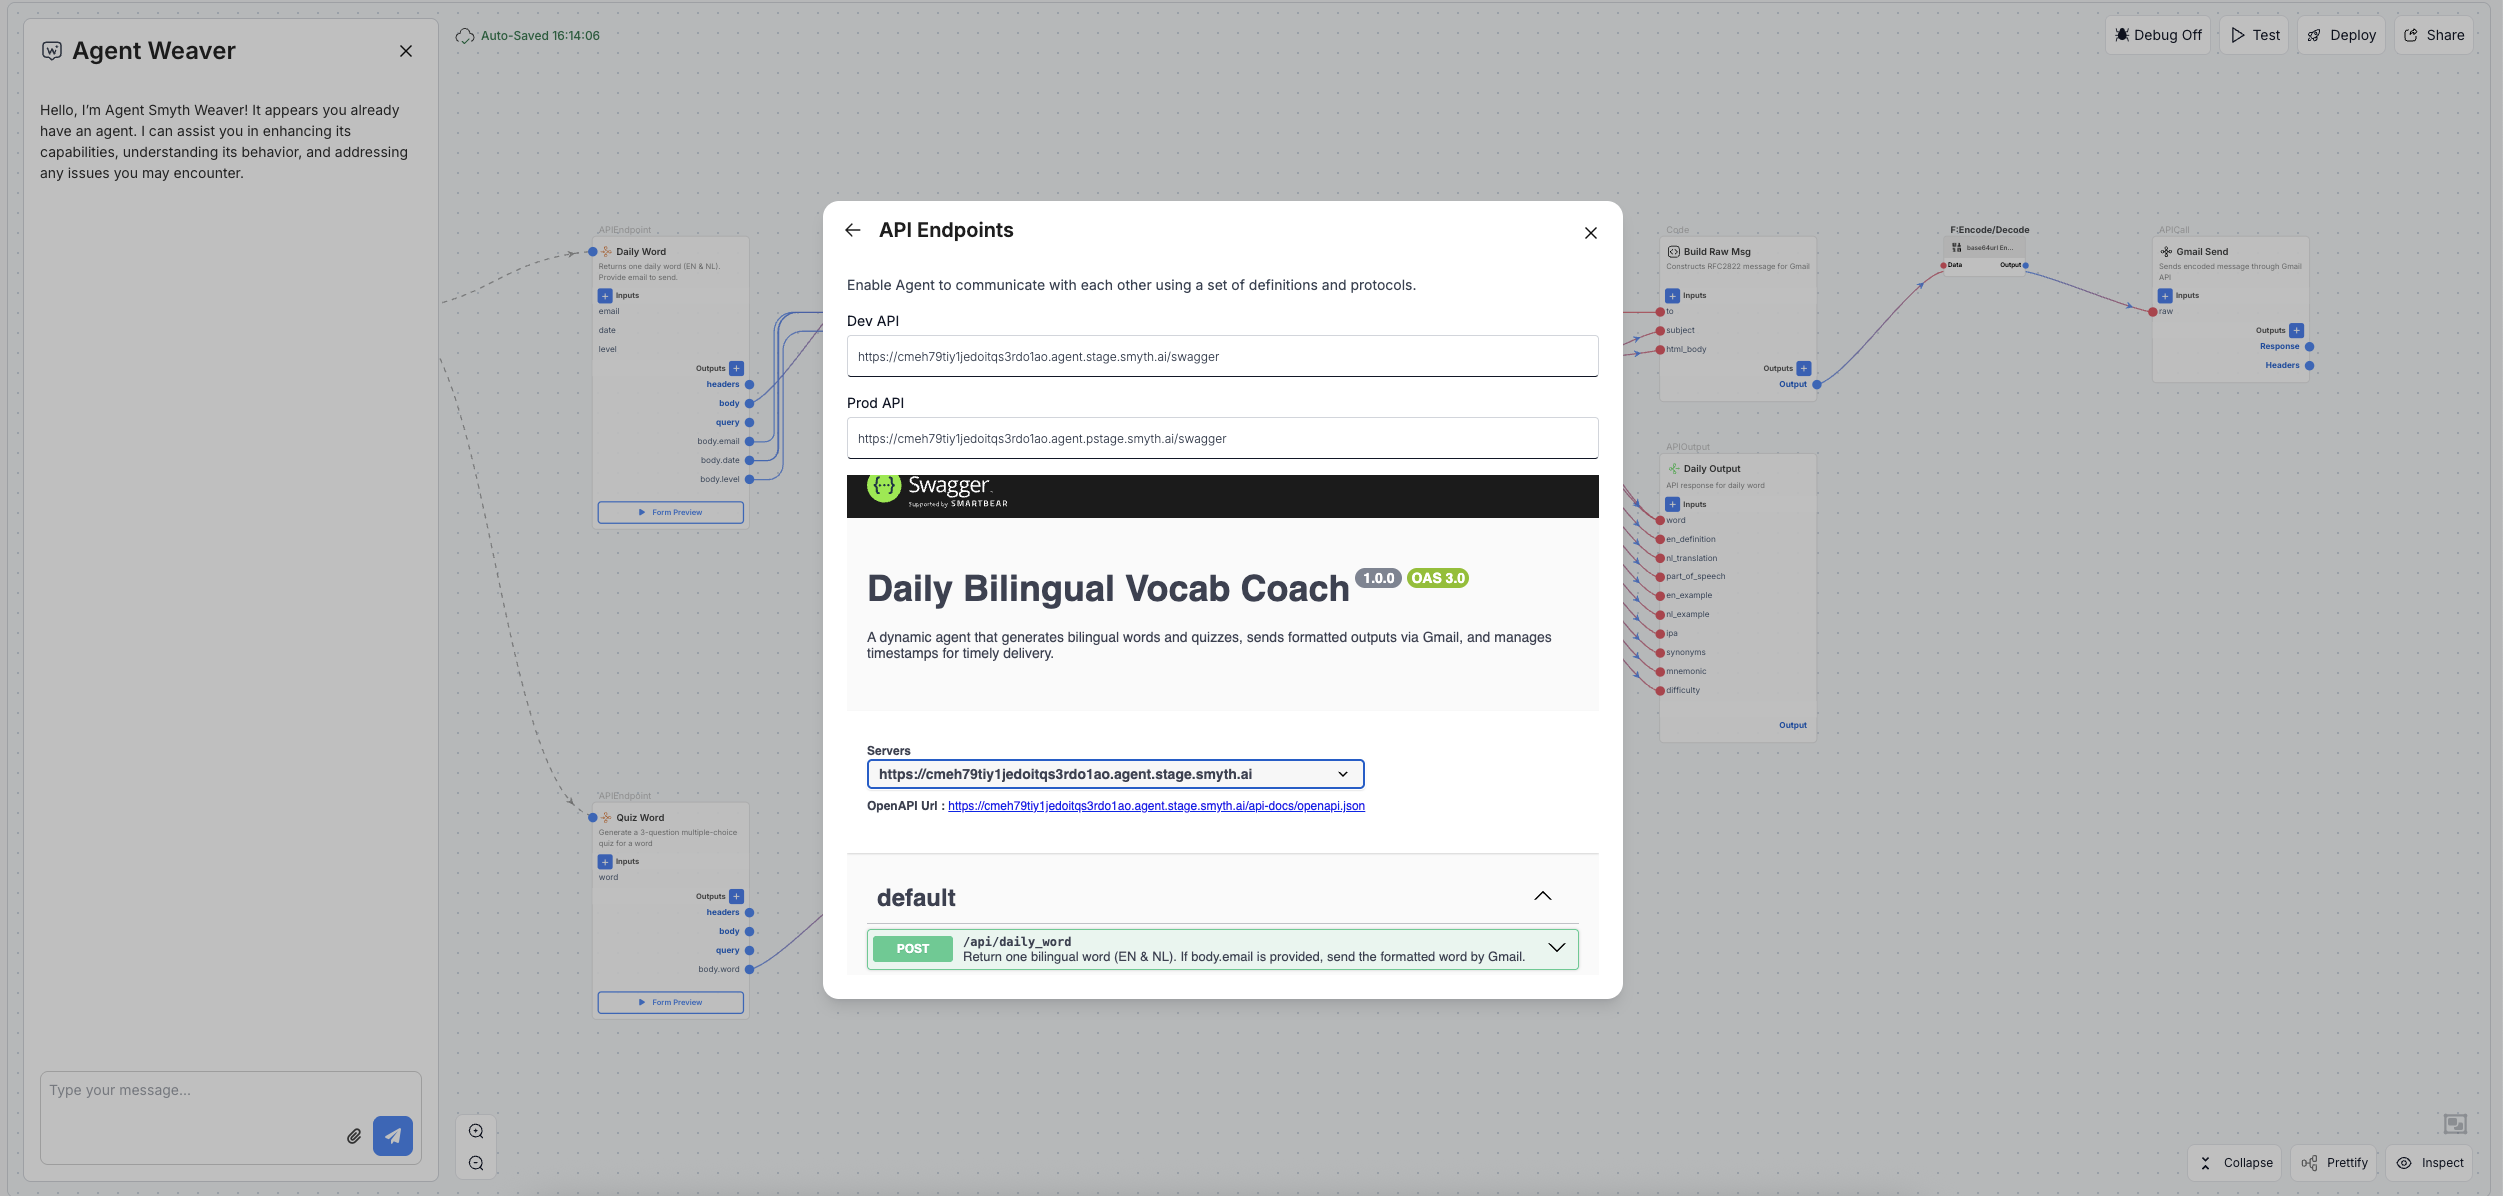 Agent Weaver
Hello, I'm Agent Smyth Weaver! It appears you already
have an agent. I can assist you in enhancing its
capabilities, understanding its behavior, and addressing
any issues you may encounter.
Type your message...
Auto-Saved 16:14:06
Debug Off
Test
Deploy
Share
APIEndpoint
Daily Word
Returns one daily word (EN & NL).
Provide email to send.
Inputs
email
date
level
Outputs
headers
body
query
body.email
body.date
body.level
Form Preview
APIEndpoint
Quiz Word
Generate a 3-question multiple-choice
quiz for a word
Inputs
word
Outputs
headers
body
query
body.word
Form Preview
API Endpoints
Enable Agent to communicate with each other using a set of definitions and protocols.
Dev API
https://cmeh79tiy1jedoitqs3rdo1ao.agent.stage.smyth.ai/swagger
Prod API
https://cmeh79tiy1jedoitqs3rdo1ao.agent.pstage.smyth.ai/swagger
Swagger
Supported by SMARTBEAR
Daily Bilingual Vocab Coach 1.0.0 OAS 3.0
A dynamic agent that generates bilingual words and quizzes, sends formatted outputs via Gmail, and manages
timestamps for timely delivery.
Servers
https://cmeh79tiy1jedoitqs3rdo1ao.agent.stage.smyth.ai
OpenAPI Url : https://cmeh79tiy1jedoitqs3rdo1ao.agent.stage.smyth.ai/api-docs/openapi.json
default
POST
/api/daily_word
Return one bilingual word (EN & NL). If body.email is provided, send the formatted word by Gmail.
Code
Build Raw Msg
Constructs RFC2822 message for Gmail
Inputs
to
subject
html_body
Outputs
Output
F:Encode/Decode
base64url En...
Data
Output
APICall
Gmail Send
Sends encoded message through Gmail
API
Inputs
raw
Outputs
Response
Headers
APIOutput
Daily Output
API response for daily word
Inputs
word
en_definition
nl_translation
part_of_speech
en_example
nl_example
ipa
synonyms
mnemonic
difficulty
Output
Collapse
Prettify
Inspect